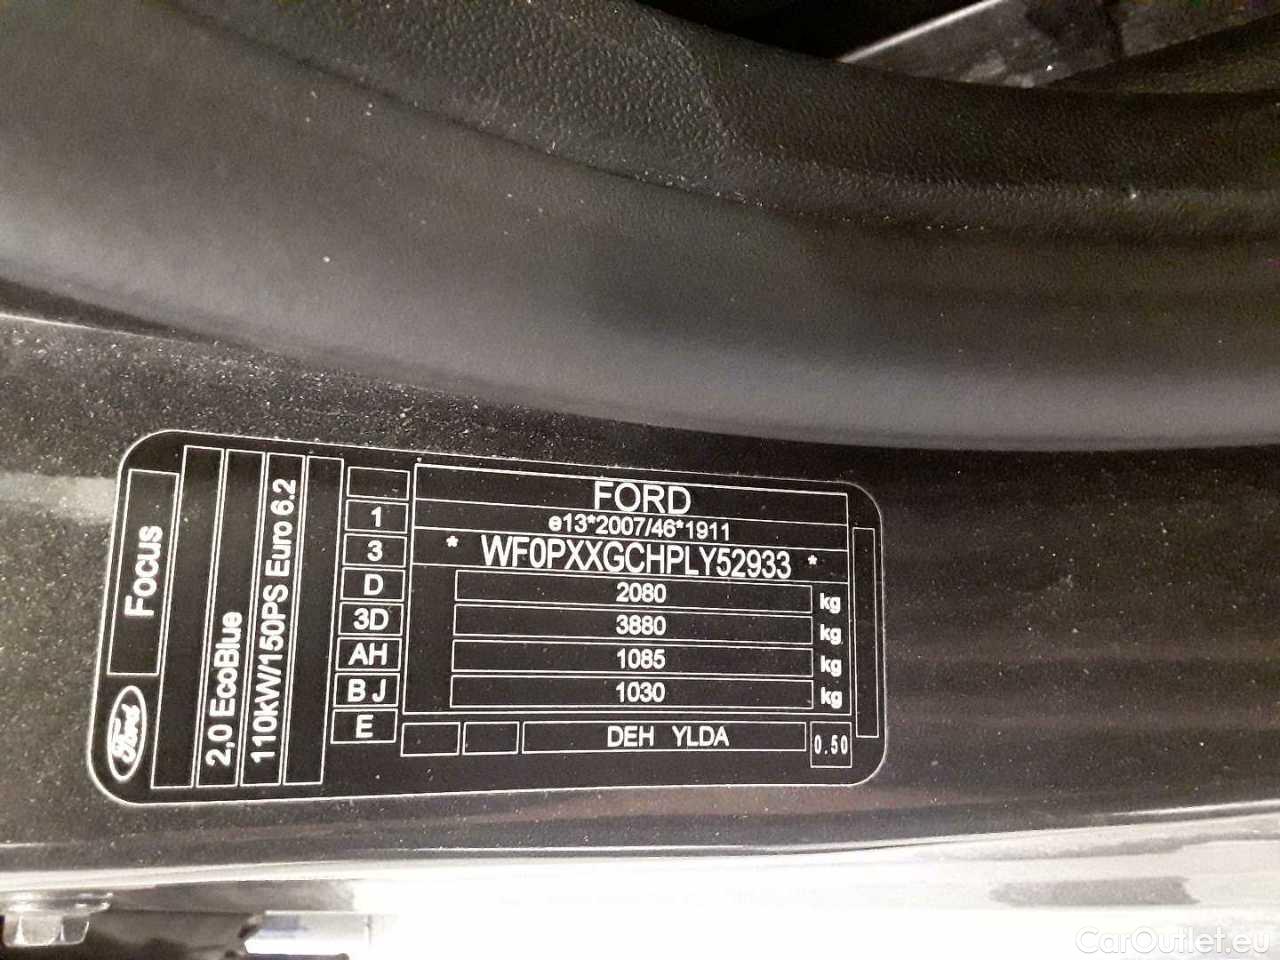 Focus
Ford
2,0 EcoBlue
110kW/150PS Euro 6.2
1
3
D
3D
AH
B J
E
FORD
e13*2007/46*1911
* WF0PXXGCHPLY52933 *
2080 kg
3880 kg
1085 kg
1030 kg
DEH YLDA
0.50
CarOutlet.eu